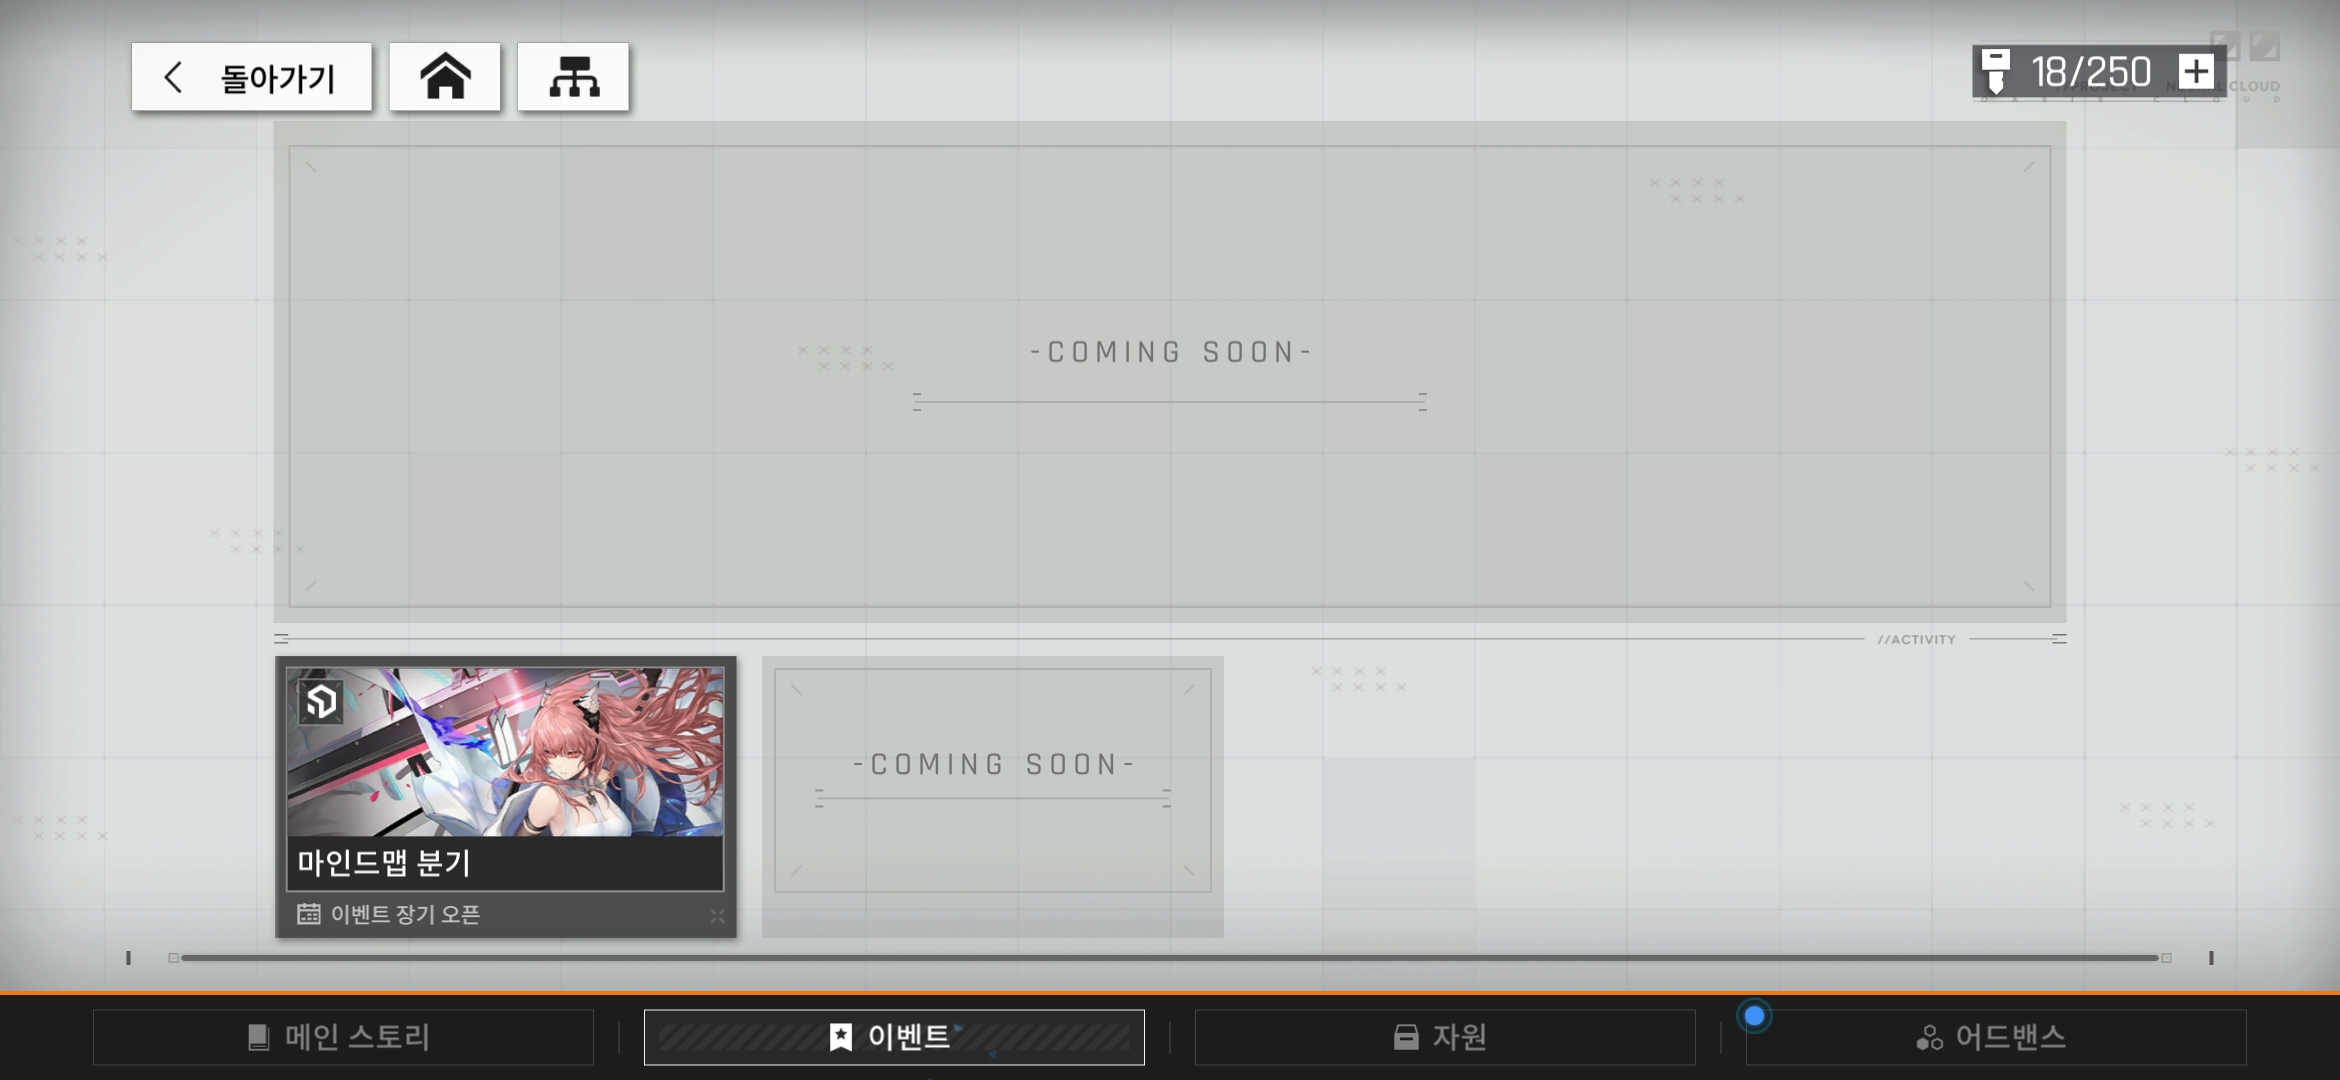 돌아가기
18/250
CLOUD
-COMING SOON-
//ACTIVITY
마인드맵 분기
이벤트 장기 오픈
-COMING SOON-
메인 스토리
이벤트
자원
어드밴스